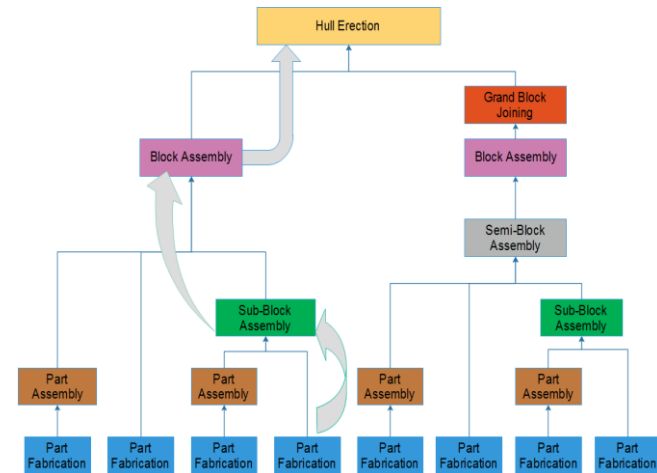 Hull Erection
Grand Block
Joining
Block Assembly
Block Assembly
Semi-Block
Assembly
Sub-Block
Assembly
Sub-Block
Assembly
Part
Assembly
Part
Assembly
Part
Assembly
Part
Assembly
Part
Fabrication
Part
Fabrication
Part
Fabrication
Part
Fabrication
Part
Fabrication
Part
Fabrication
Part
Fabrication
Part
Fabrication